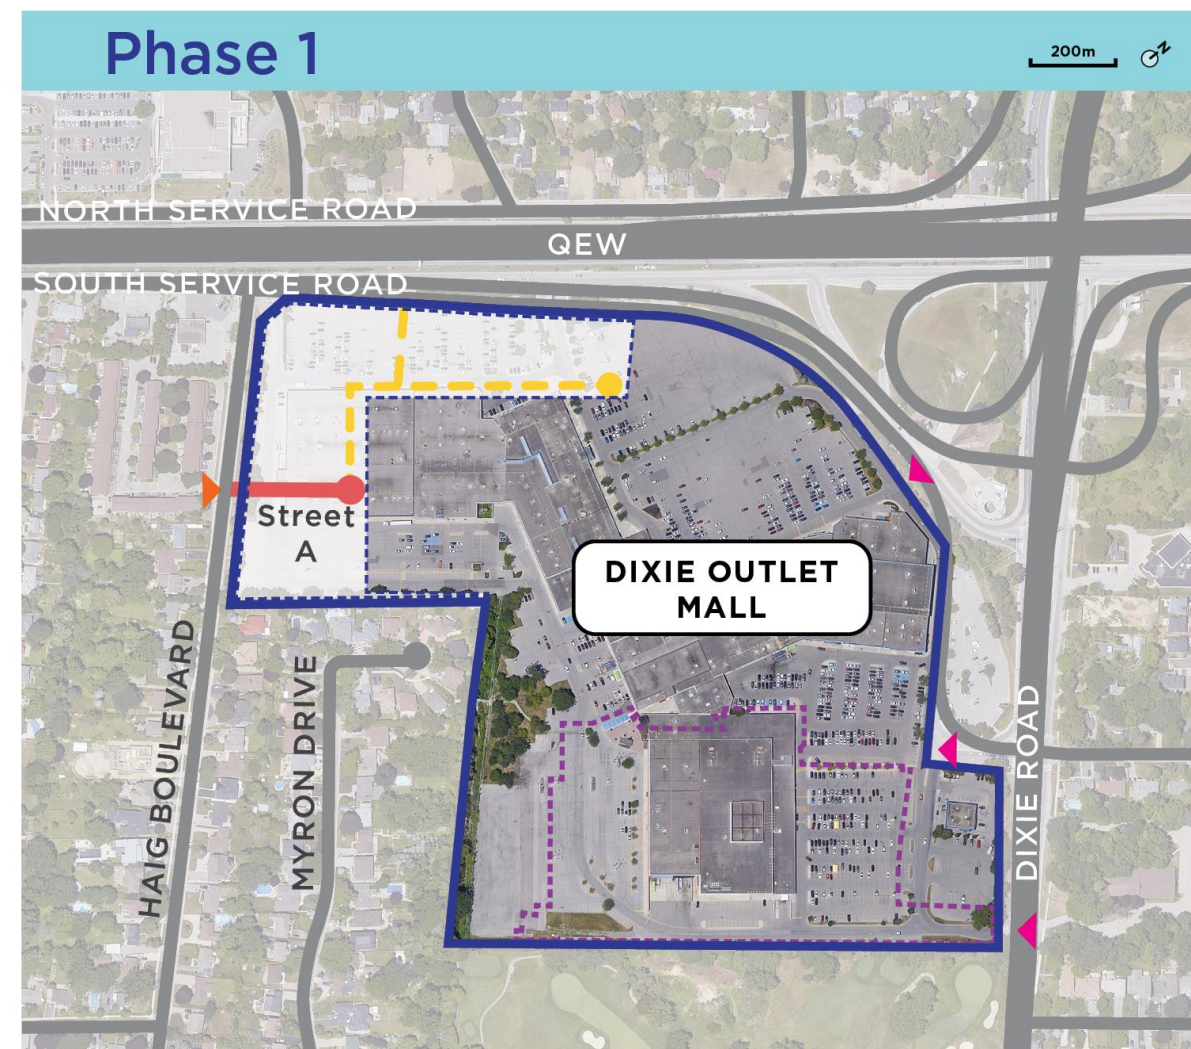 Phase 1
200m
N
NORTH SERVICE ROAD
QEW
SOUTH SERVICE ROAD
Street
A
DIXIE OUTLET
MALL
HAIG BOULEVARD
MYRON DRIVE
DIXIE ROAD